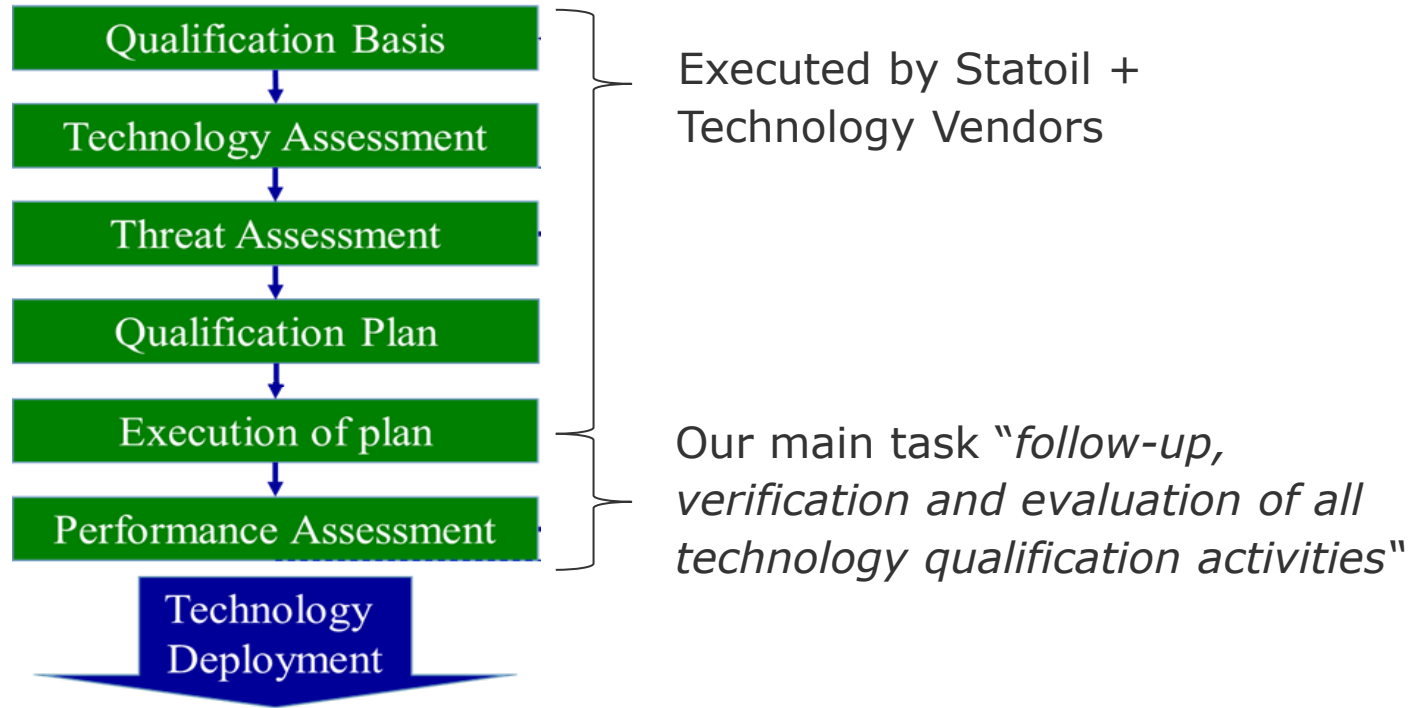 Qualification Basis
Technology Assessment
Threat Assessment
Qualification Plan
Execution of plan
Performance Assessment
Technology
Deployment
Executed by Statoil +
Technology Vendors
Our main task “follow-up,
verification and evaluation of all
technology qualification activities“